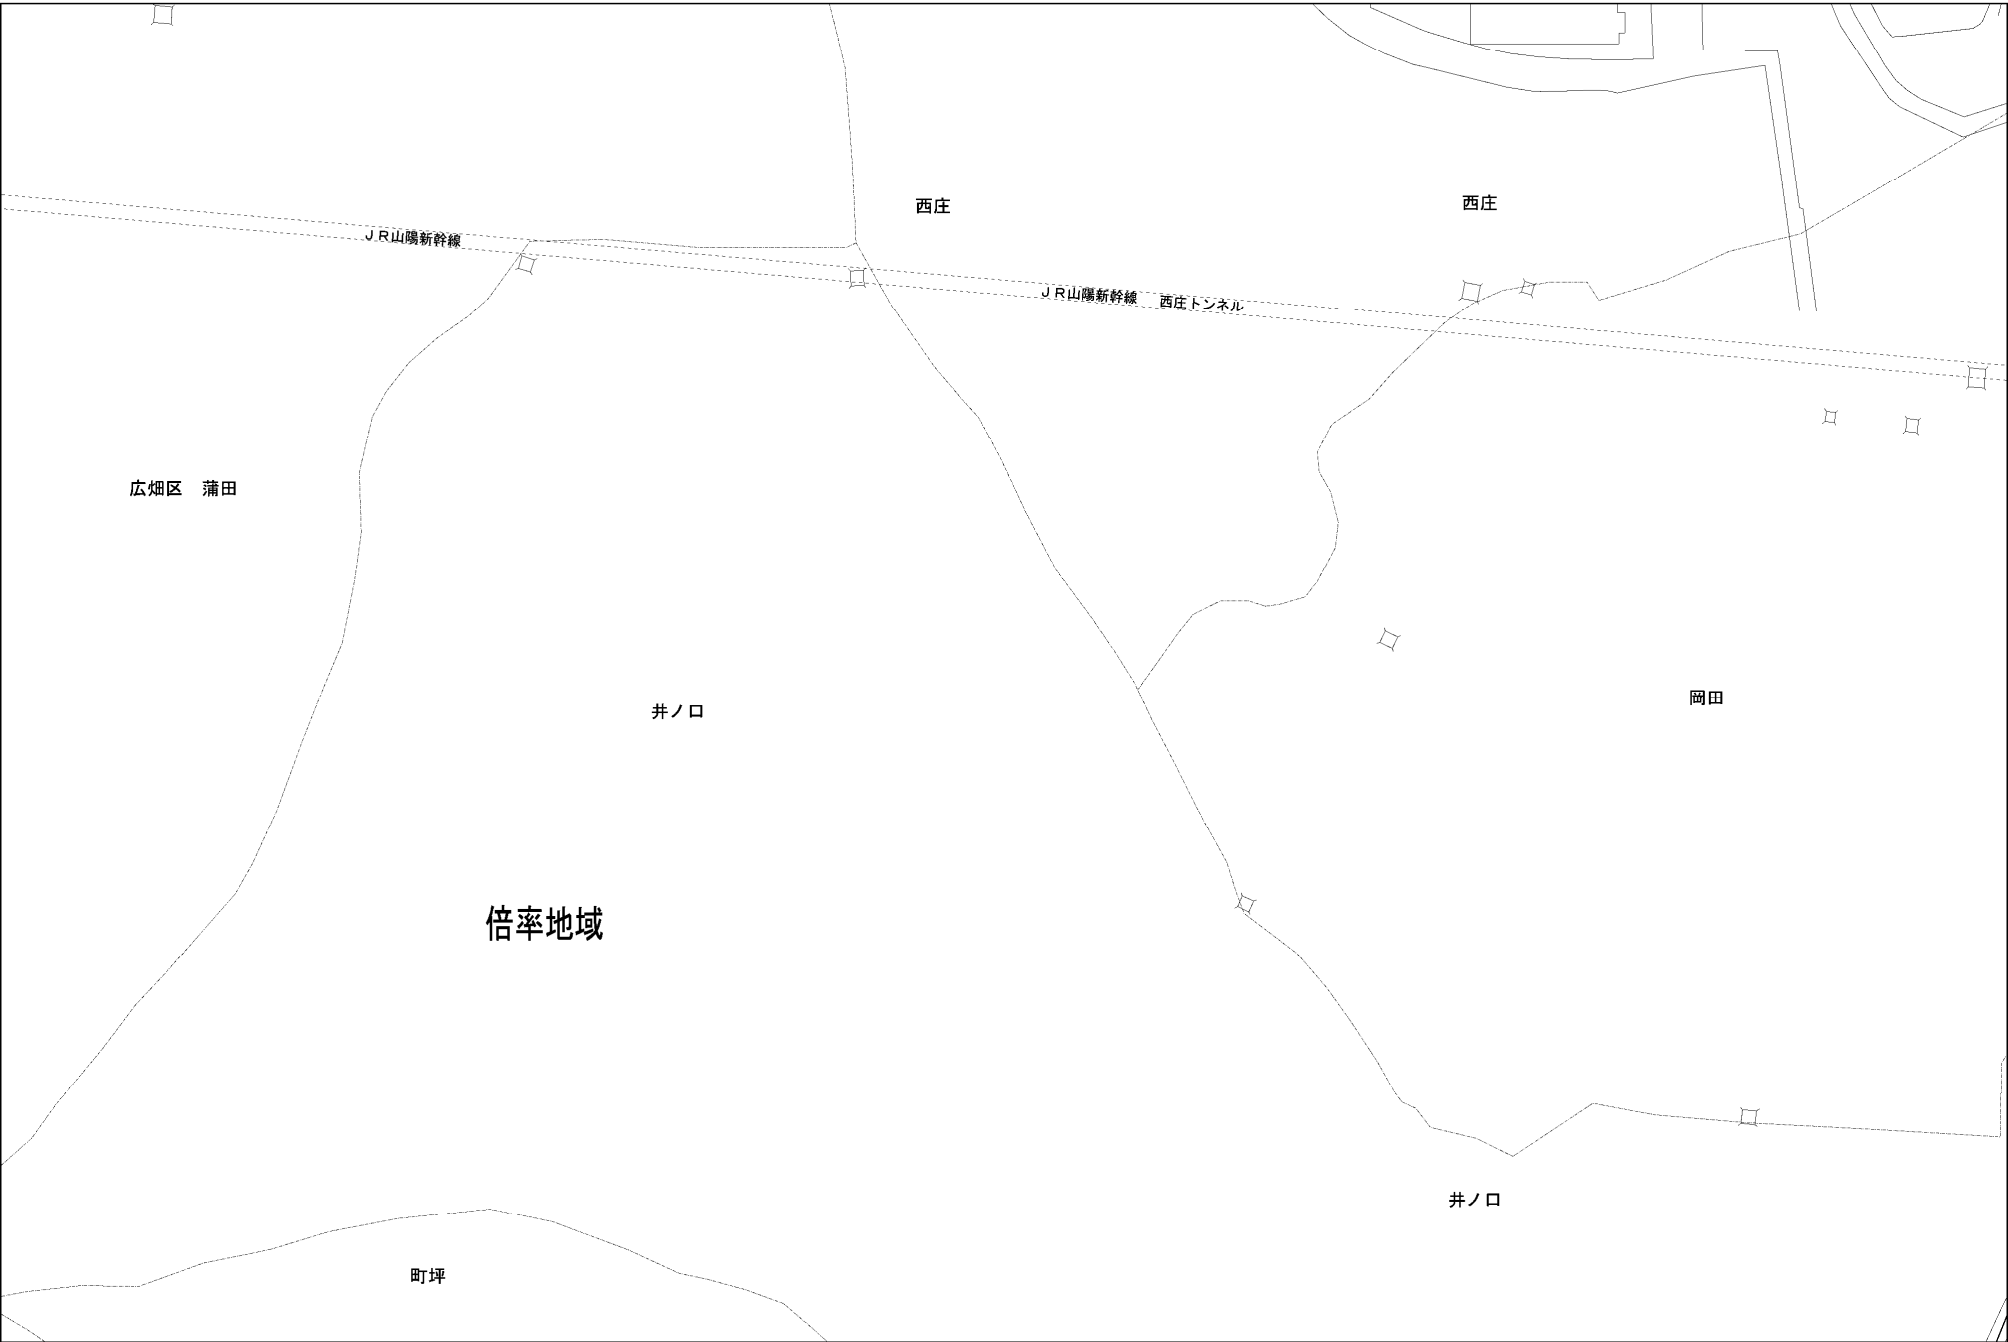 西庄
西庄
ＪＲ山陽新幹線
ＪＲ山陽新幹線　西庄トンネル
広畑区　蒲田
井ノ口
岡田
倍率地域
井ノ口
町坪